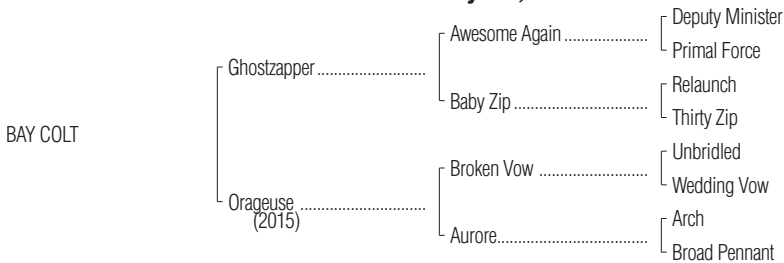 Deputy Minister
Awesome Again ....................
Primal Force
Ghostzapper ..........................
Relaunch
Baby Zip ................................
Thirty Zip
BAY COLT
Unbridled
Broken Vow ..........................
Wedding Vow
Orageuse ..............................
(2015)
Arch
Aurore....................................
Broad Pennant